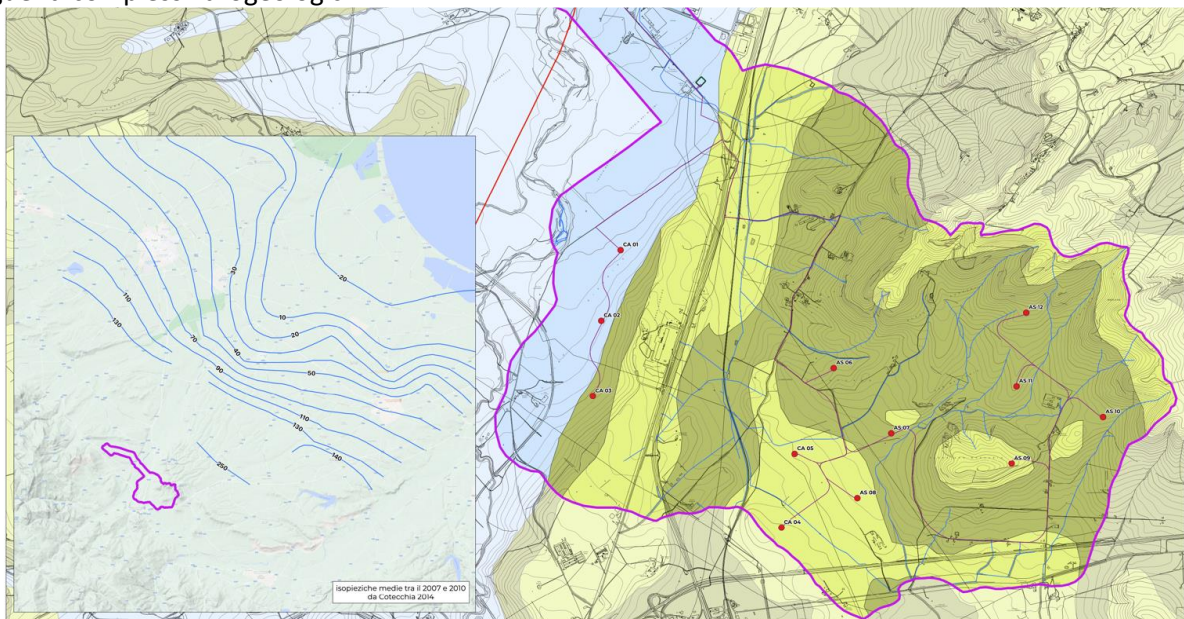 CA 01
CA 02
CA 03
AS 12
AS 06
AS 11
AS 10
AS 07
CA 05
AS 09
AS 08
CA 04
30
20
110
130
10
20
70
40
90
50
110
130
140
250
isopieziche medie tra il 2007 e 2010
da Cotecchia 2014